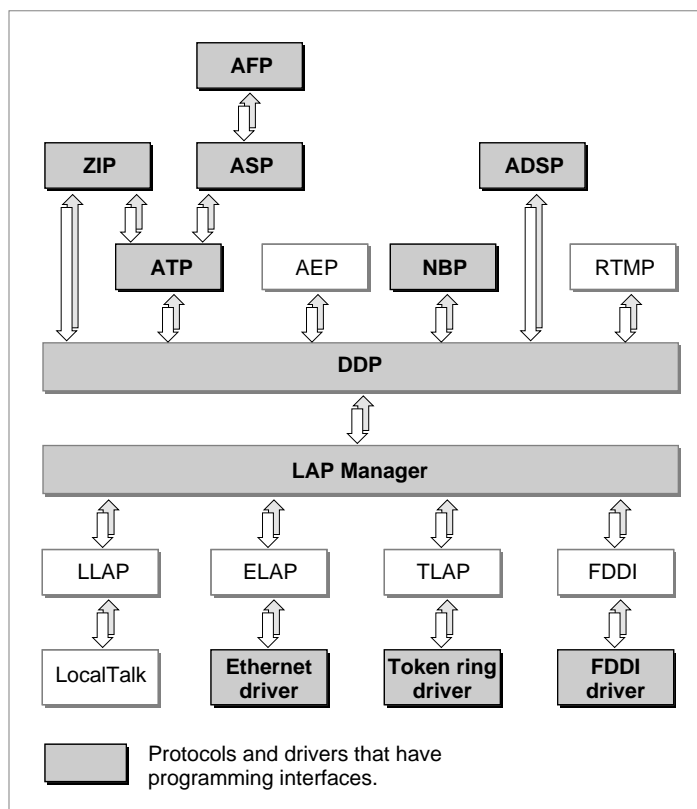 AFP
ZIP
ASP
ADSP
ATP
AEP
NBP
RTMP
DDP
LAP Manager
LLAP
ELAP
TLAP
FDDI
LocalTalk
Ethernet
driver
Token ring
driver
FDDI
driver
Protocols and drivers that have
programming interfaces.